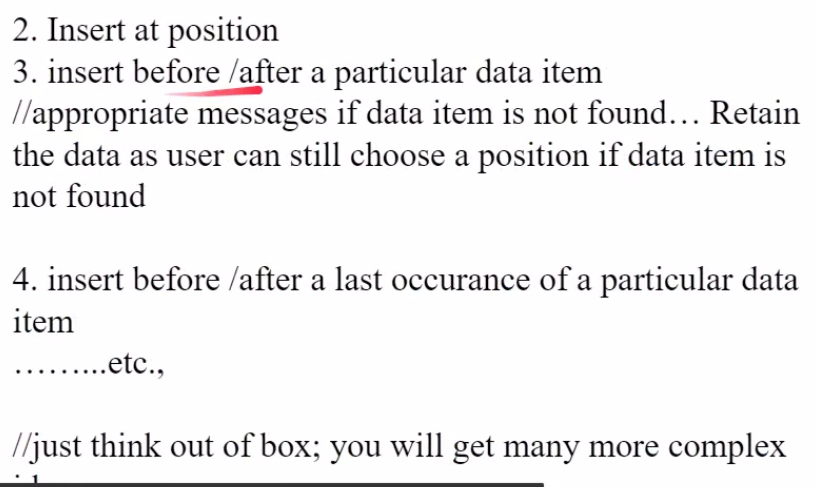 2. Insert at position
3. insert before /after a particular data item
//appropriate messages if data item is not found… Retain
the data as user can still choose a position if data item is
not found
4. insert before /after a last occurance of a particular data
item
………etc.,
//just think out of box; you will get many more complex